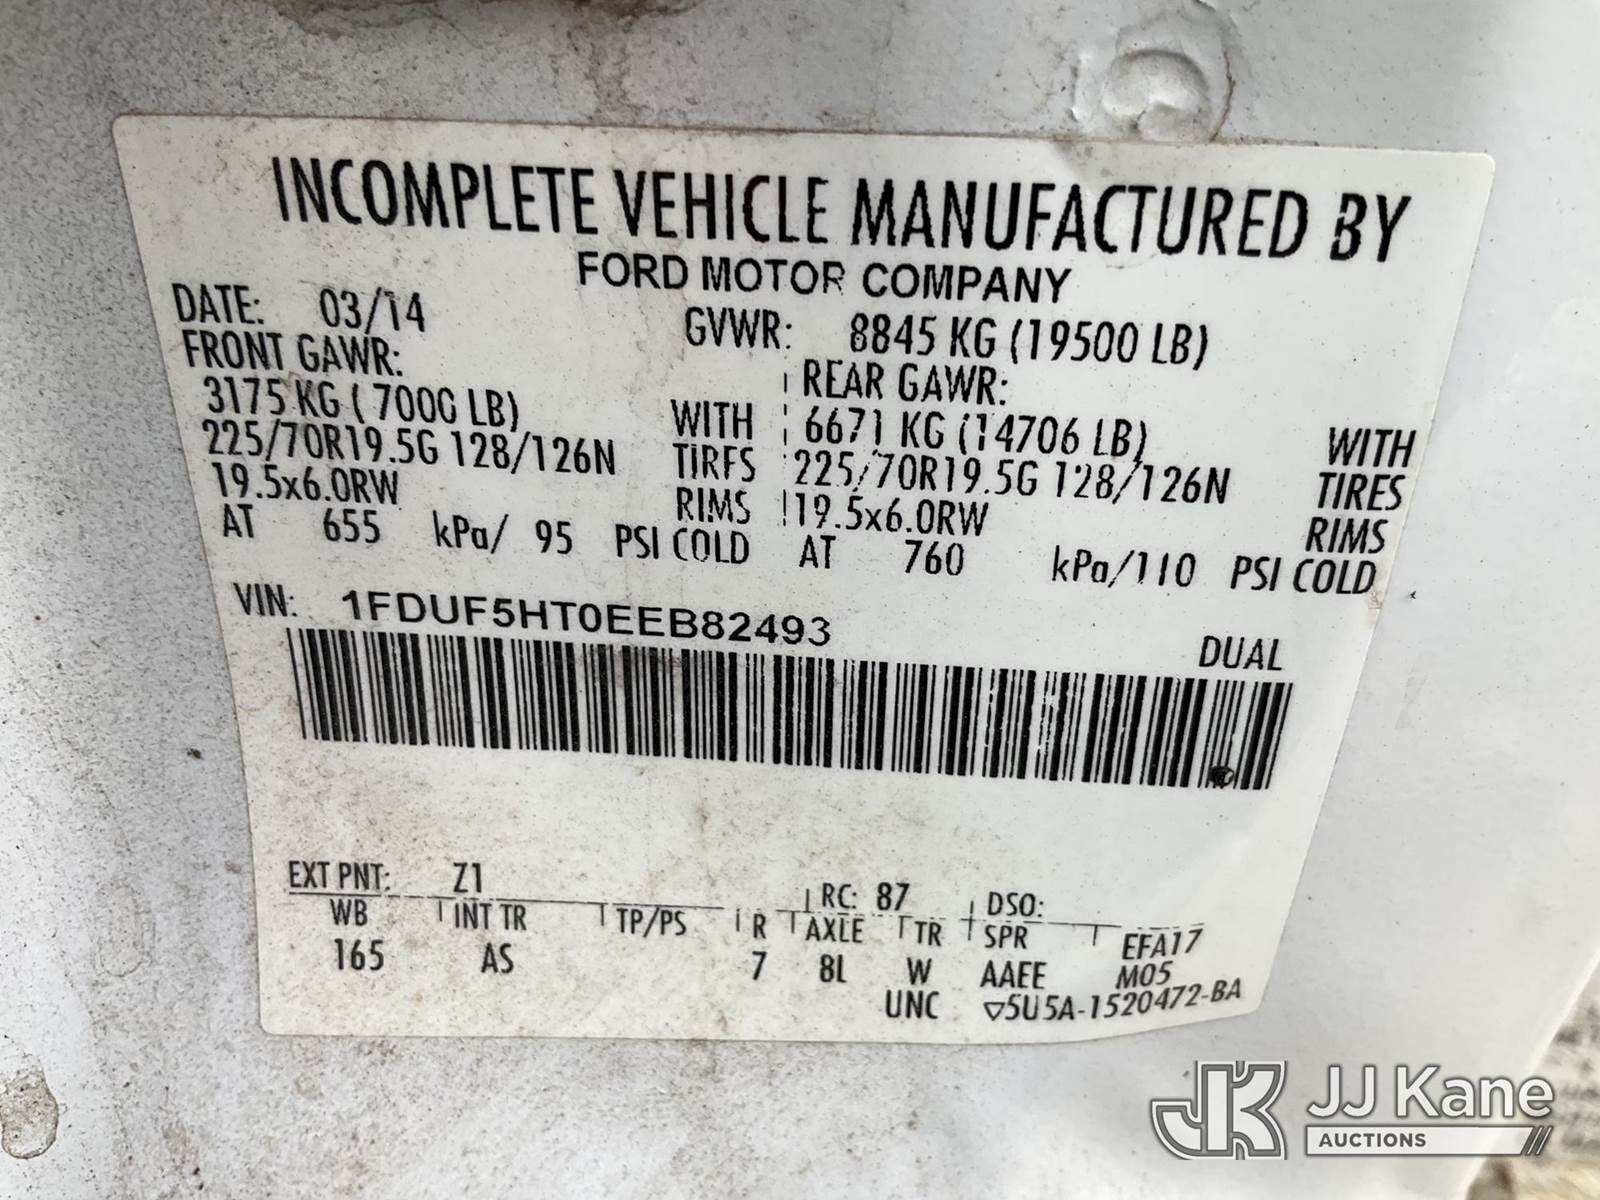 INCOMPLETE VEHICLE MANUFACTURED BY
FORD MOTOR COMPANY
DATE: 03/14 GVWR: 8845 KG (19500 LB)
FRONT GAWR: REAR GAWR:
3175 KG ( 7000 LB) WITH 6671 KG (14706 LB) WITH
225/70R19.5G 128/126N TIRES 225/70R19.5G 128/126N TIRES
19.5x6.0RW RIMS 19.5x6.0RW RIMS
AT 655 kPa/ 95 PSI COLD AT 760 kPa/110 PSI COLD
VIN: 1FDUF5HT0EEB82493
DUAL
EXT PNT: Z1 RC: 87 DSO:
WB INT TR TP/PS R AXLE TR SPR EFA17
165 AS 7 8L W AAEE M05
UNC ▽5U5A-1520472-BA
JK JJ Kane
AUCTIONS